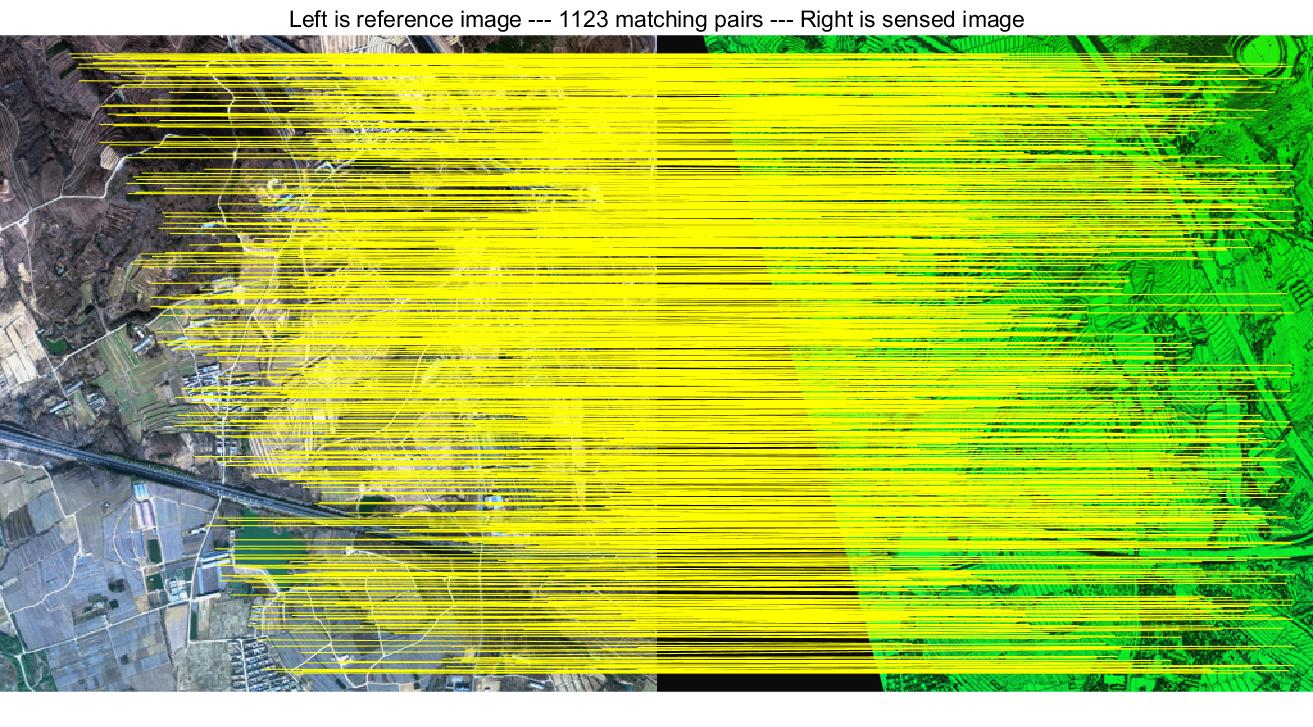 Left is reference image --- 1123 matching pairs --- Right is sensed image